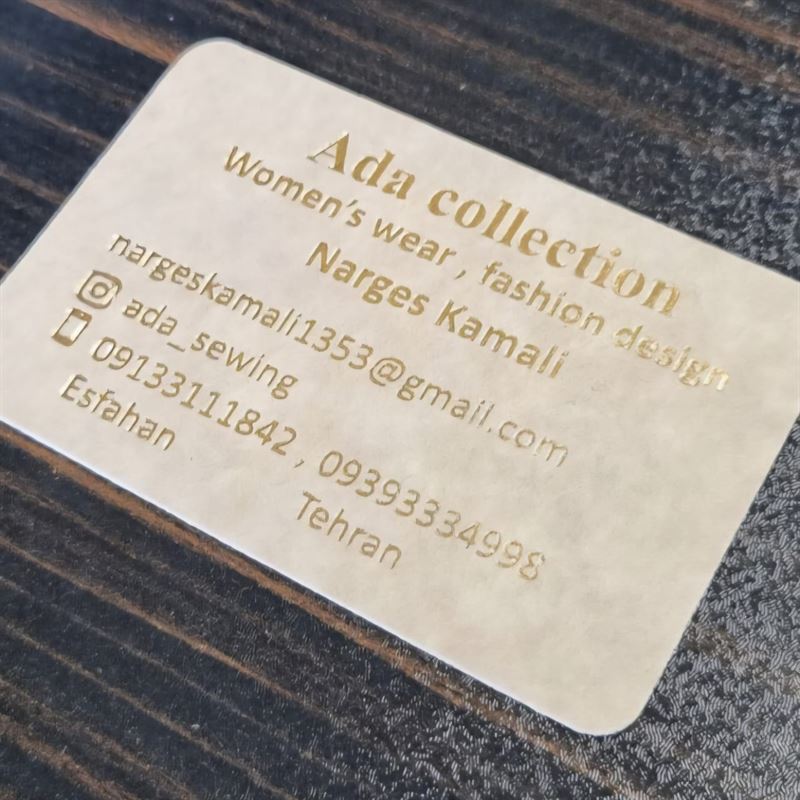 Ada collection
Women's wear , fashion design
Narges Kamali
nargeskamali1353@gmail.com
ada_sewing
09133111842 , 09393334998
Esfahan Tehran